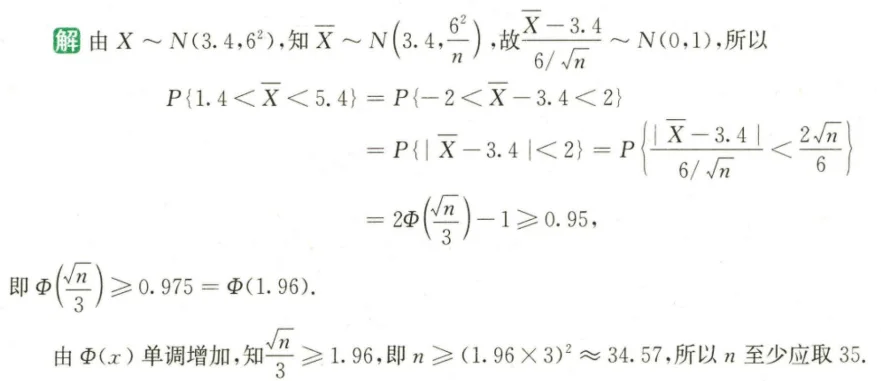 解 由 X ～ N(3.4,6²),知 X̅ ～ N(3.4,6²/n),故(X̅－3.4)/(6/√n) ～ N(0,1),所以
P{1.4＜X̅＜5.4} ＝ P{－2＜X̅－3.4＜2}
＝ P{| X̅－3.4 |＜2} ＝ P{| X̅－3.4 |/(6/√n)＜2√n/6}
＝ 2Φ(√n/3)－1≥0.95,
即 Φ(√n/3)≥0.975 ＝ Φ(1.96).
由 Φ(x) 单调增加,知√n/3 ≥ 1.96,即 n ≥ (1.96×3)² ≈ 34.57,所以 n 至少应取 35.